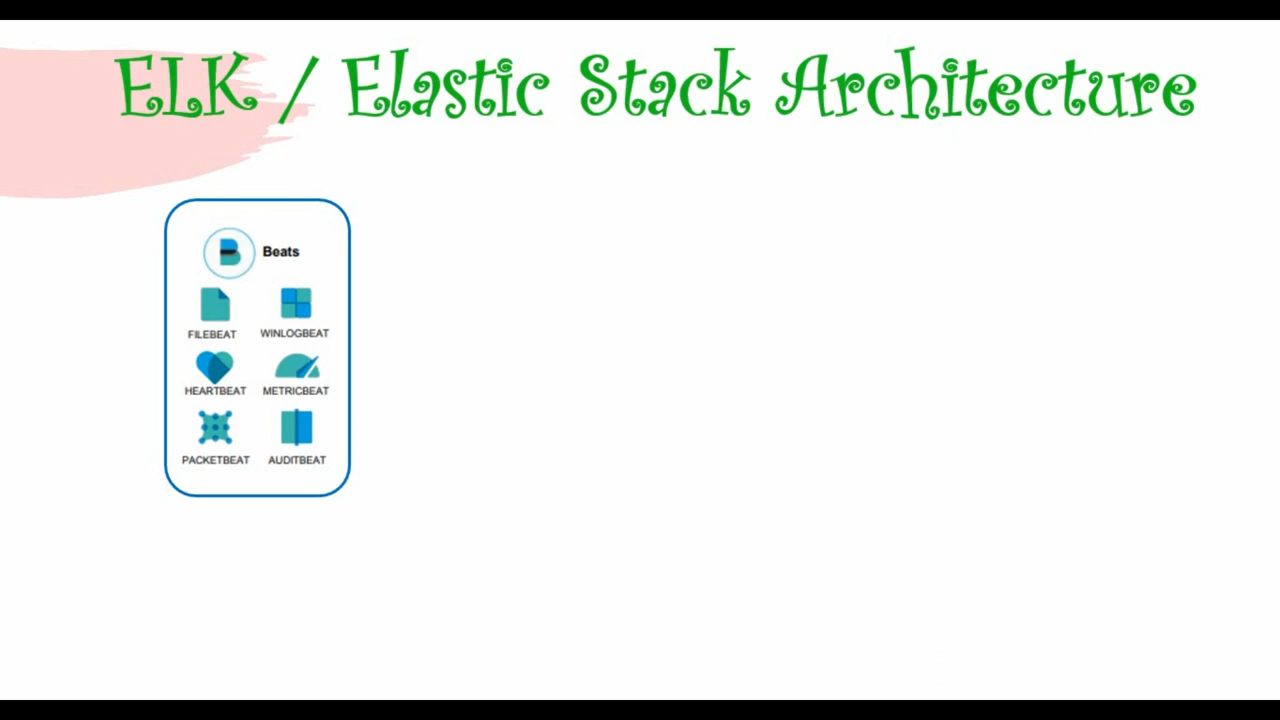 ELK / Elastic Stack Architecture
Beats
FILEBEAT WINLOGBEAT
HEARTBEAT METRICBEAT
PACKETBEAT AUDITBEAT